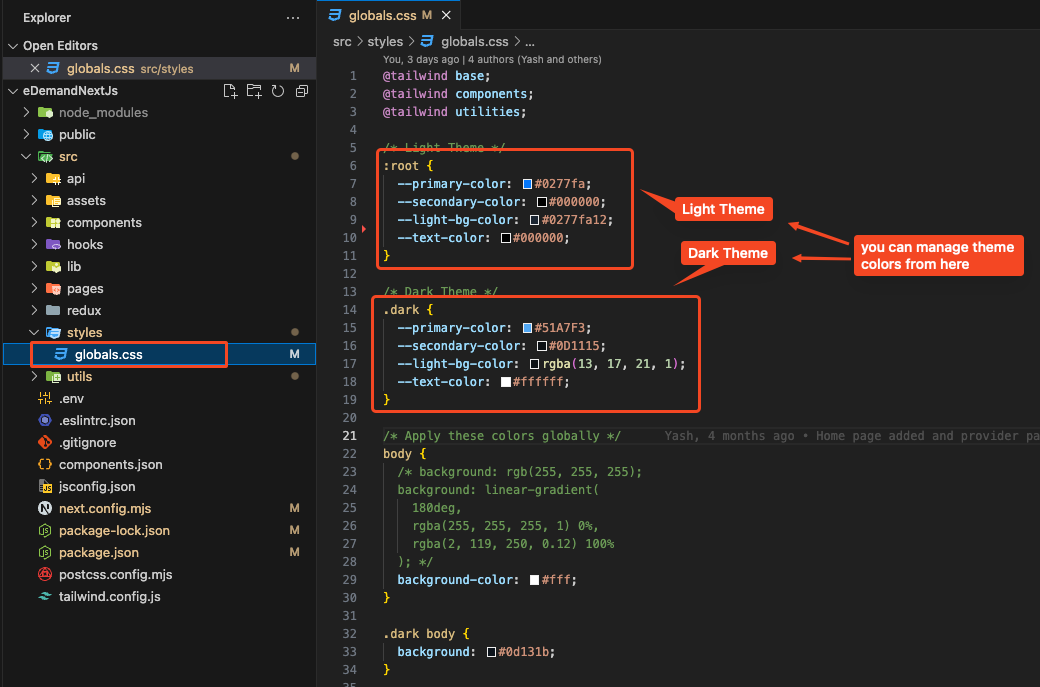 Explorer
Open Editors
globals.css src/styles M
eDemandNextJs
node_modules
public
src
api
assets
components
hooks
lib
pages
redux
styles
globals.css M
utils
.env
.eslintrc.json
.gitignore
components.json
jsconfig.json
next.config.mjs M
package-lock.json M
package.json M
postcss.config.mjs
tailwind.config.js
globals.css M
src > styles > globals.css > ...
You, 3 days ago | 4 authors (Yash and others)
1 @tailwind base;
2 @tailwind components;
3 @tailwind utilities;
4
5 /* Light Theme */
6 :root {
7 --primary-color: #0277fa;
8 --secondary-color: #000000;
9 --light-bg-color: #0277fa12;
10 --text-color: #000000;
11 }
12
13 /* Dark Theme */
14 .dark {
15 --primary-color: #51A7F3;
16 --secondary-color: #0D1115;
17 --light-bg-color: rgba(13, 17, 21, 1);
18 --text-color: #ffffff;
19 }
20
21 /* Apply these colors globally */ Yash, 4 months ago • Home page added and provider pa
22 body {
23 /* background: rgb(255, 255, 255);
24 background: linear-gradient(
25 180deg,
26 rgba(255, 255, 255, 1) 0%,
27 rgba(2, 119, 250, 0.12) 100%
28 ); */
29 background-color: #fff;
30 }
31
32 .dark body {
33 background: #0d131b;
34 }
35
Light Theme
Dark Theme
you can manage theme
colors from here